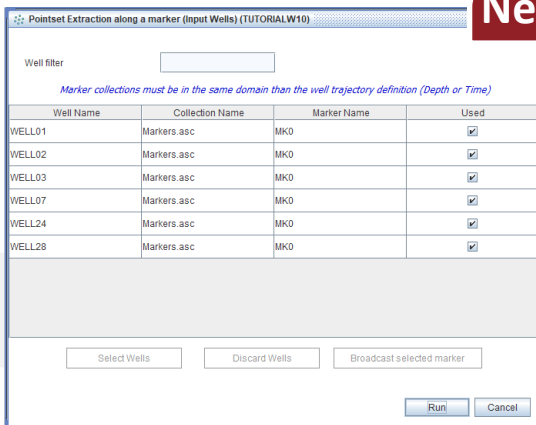 Pointset Extraction along a marker (Input Wells) (TUTORIALW10)
Ne
Well filter
Marker collections must be in the same domain than the well trajectory definition (Depth or Time)
Well Name Collection Name Marker Name Used
WELL01 Markers.asc MK0
WELL02 Markers.asc MK0
WELL03 Markers.asc MK0
WELL07 Markers.asc MK0
WELL24 Markers.asc MK0
WELL28 Markers.asc MK0
Select Wells Discard Wells Broadcast selected marker
Run Cancel